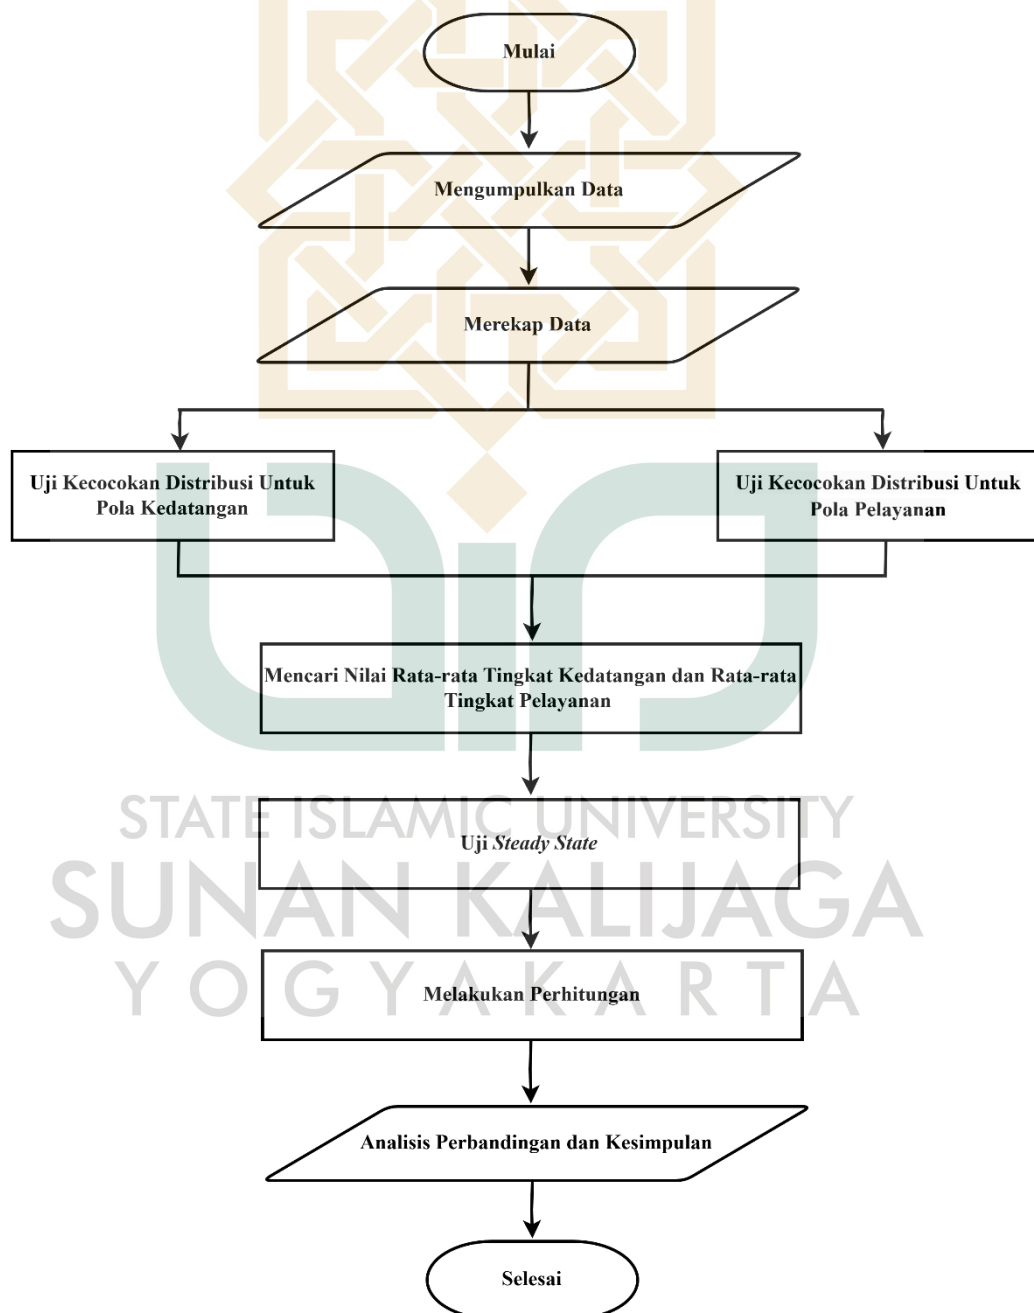 Mulai
Mengumpulkan Data
Merekap Data
Uji Kecocokan Distribusi Untuk
Pola Kedatangan
Uji Kecocokan Distribusi Untuk
Pola Pelayanan
Mencari Nilai Rata-rata Tingkat Kedatangan dan Rata-rata
Tingkat Pelayanan
STATE ISLAMIC UNIVERSITY
Uji Steady State
SUNAN KALIJAGA
YOGYAKARTA
Melakukan Perhitungan
Analisis Perbandingan dan Kesimpulan
Selesai